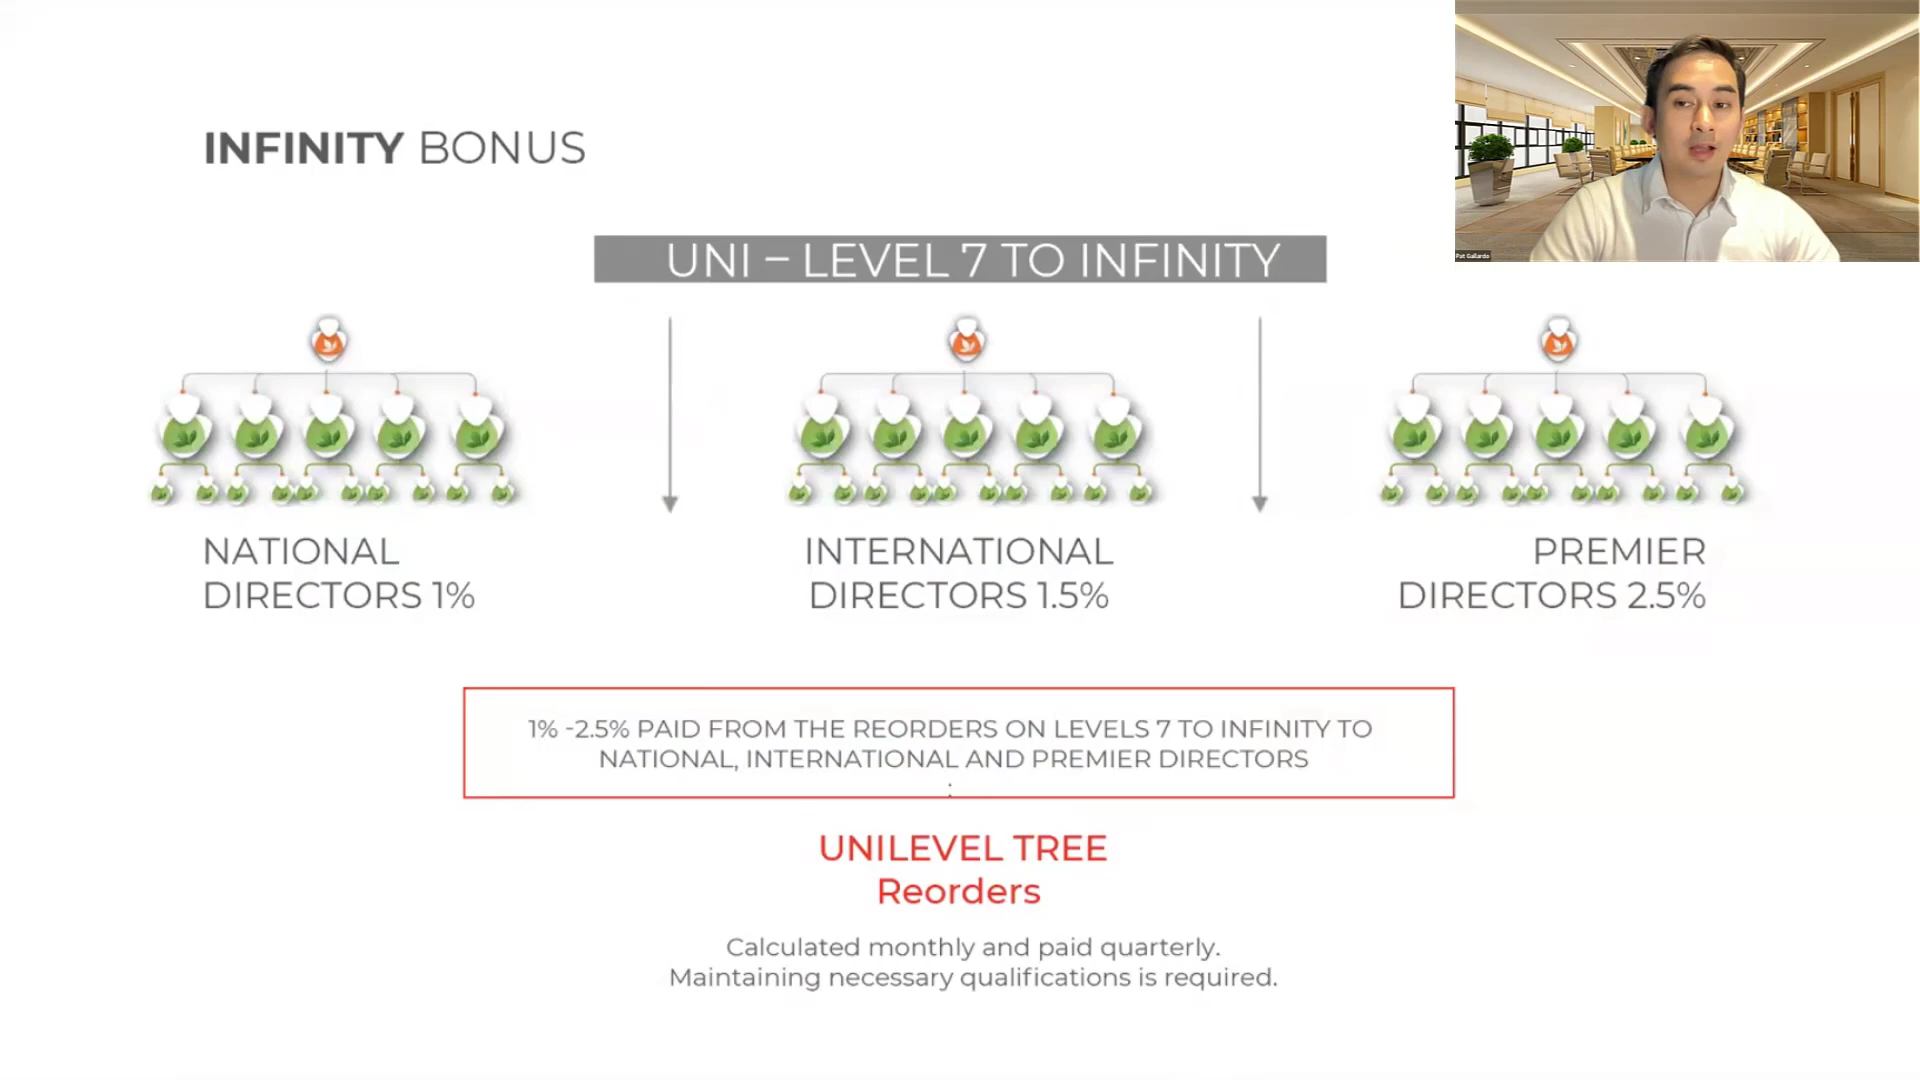 INFINITY BONUS
UNI – LEVEL 7 TO INFINITY
NATIONAL
DIRECTORS 1%
INTERNATIONAL
DIRECTORS 1.5%
PREMIER
DIRECTORS 2.5%
1% -2.5% PAID FROM THE REORDERS ON LEVELS 7 TO INFINITY TO
NATIONAL, INTERNATIONAL AND PREMIER DIRECTORS
:
UNILEVEL TREE
Reorders
Calculated monthly and paid quarterly.
Maintaining necessary qualifications is required.
Pat Gallardo